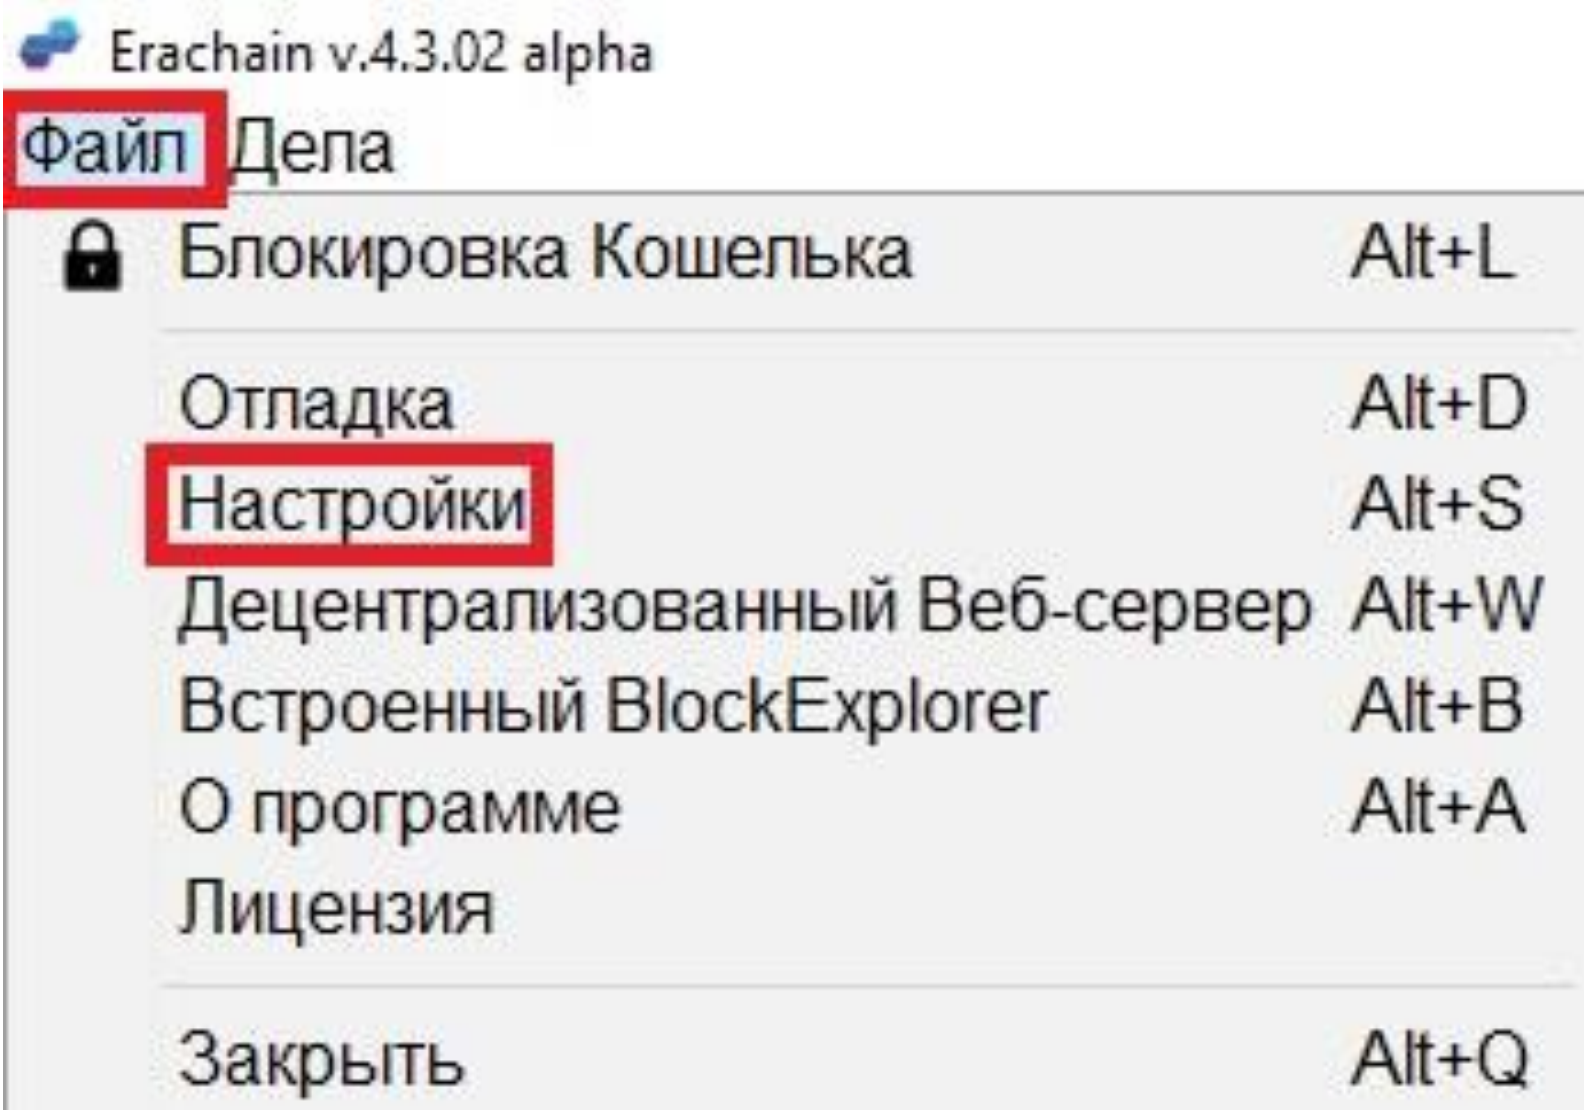 Erachain v.4.3.02 alpha
Файл Дела
Блокировка Кошелька Alt+L
Отладка Alt+D
Настройки Alt+S
Децентрализованный Веб-сервер Alt+W
Встроенный BlockExplorer Alt+B
О программе Alt+A
Лицензия
Закрыть Alt+Q